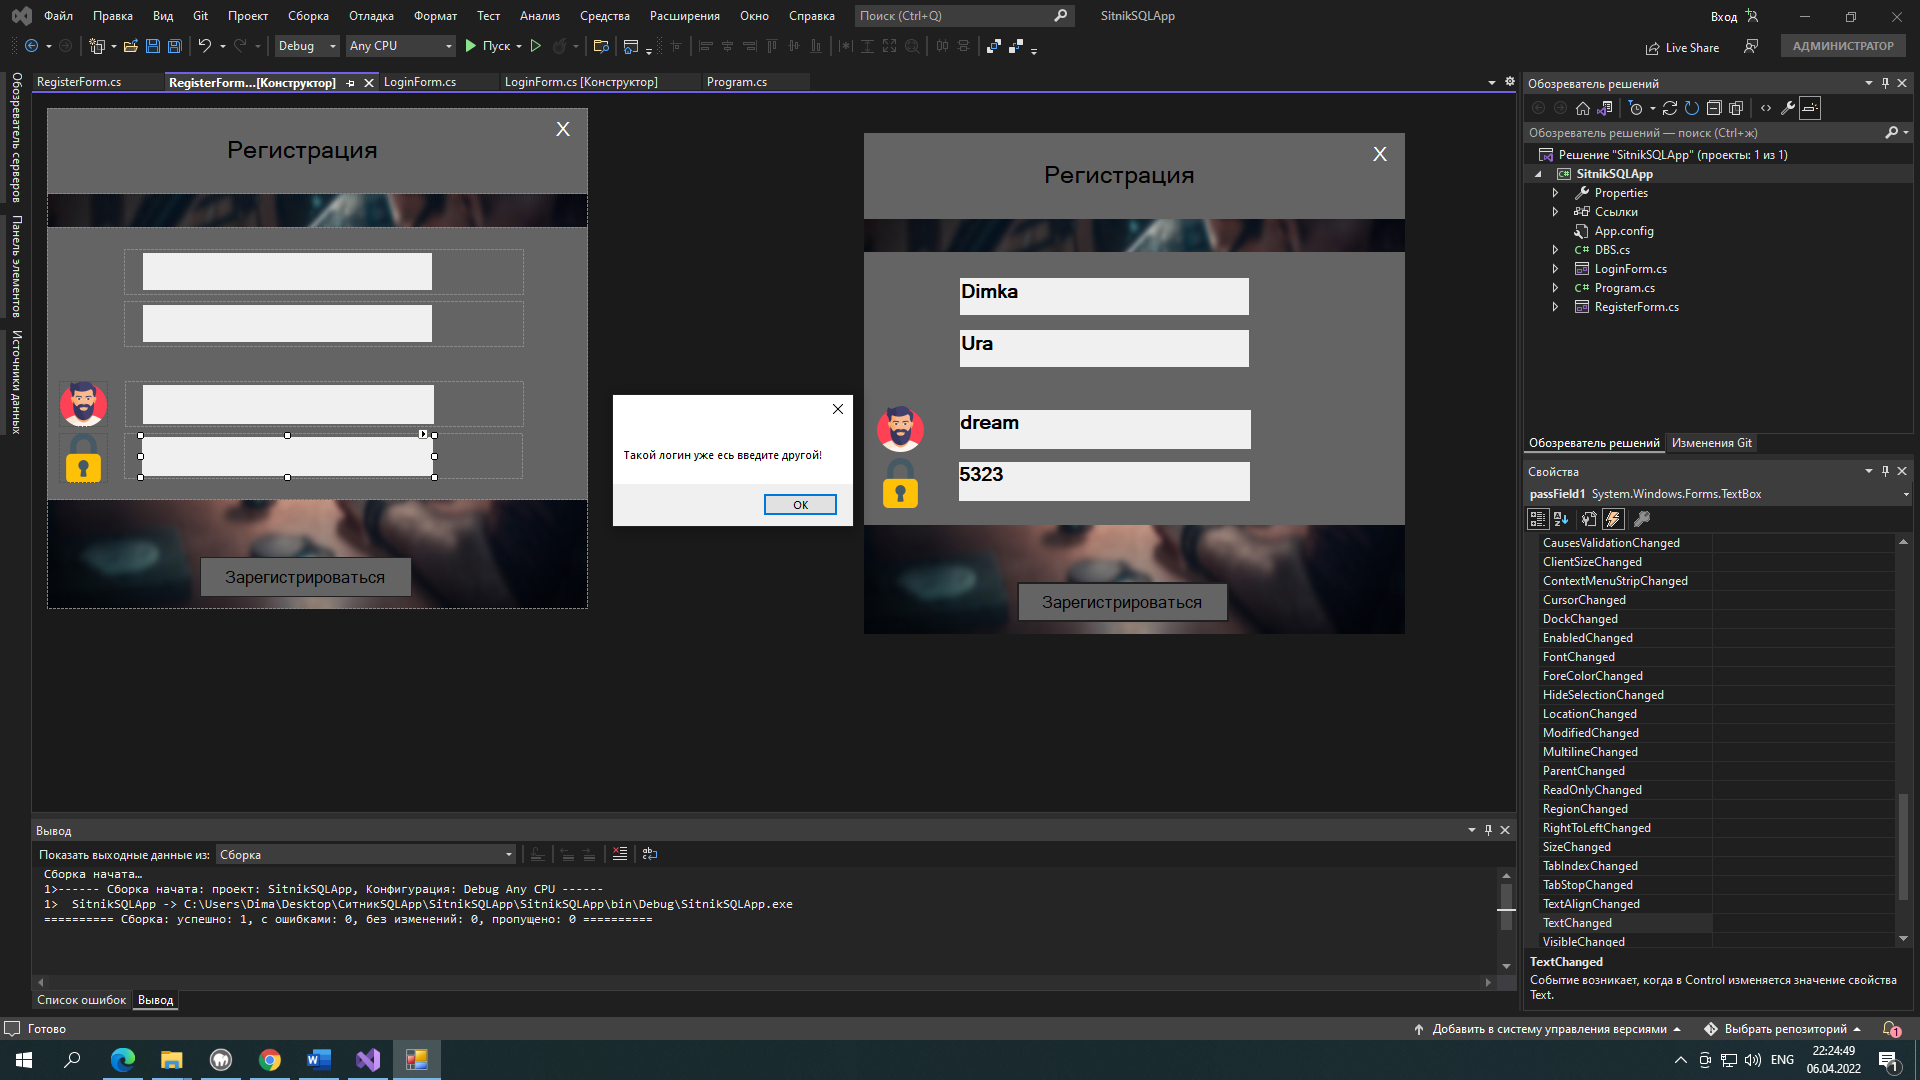 Файл Правка Вид Git Проект Сборка Отладка Формат Тест Анализ Средства Расширения Окно Справка Поиск (Ctrl+Q) SitnikSQLApp Вход
Debug Any CPU Пуск Live Share АДМИНИСТРАТОР
RegisterForm.cs RegisterForm...[Конструктор] LoginForm.cs LoginForm.cs [Конструктор] Program.cs
Обозреватель серверов
Панель элементов
Источники данных
X
Регистрация
Зарегистрироваться
Такой логин уже есь введите другой!
OK
X
Регистрация
Dimka
Ura
dream
5323
Зарегистрироваться
Обозреватель решений
Обозреватель решений — поиск (Ctrl+ж)
Решение "SitnikSQLApp" (проекты: 1 из 1)
C# SitnikSQLApp
Properties
Ссылки
App.config
C# DBS.cs
LoginForm.cs
C# Program.cs
RegisterForm.cs
Обозреватель решений Изменения Git
Свойства
passField1 System.Windows.Forms.TextBox
CausesValidationChanged
ClientSizeChanged
ContextMenuStripChanged
CursorChanged
DockChanged
EnabledChanged
FontChanged
ForeColorChanged
HideSelectionChanged
LocationChanged
ModifiedChanged
MultilineChanged
ParentChanged
ReadOnlyChanged
RegionChanged
RightToLeftChanged
SizeChanged
TabIndexChanged
TabStopChanged
TextAlignChanged
TextChanged
VisibleChanged
TextChanged
Событие возникает, когда в Control изменяется значение свойства
Text.
Вывод
Показать выходные данные из: Сборка
Сборка начата…
1>------ Сборка начата: проект: SitnikSQLApp, Конфигурация: Debug Any CPU ------
1>  SitnikSQLApp -> C:\Users\Dima\Desktop\СитникSQLApp\SitnikSQLApp\SitnikSQLApp\bin\Debug\SitnikSQLApp.exe
========== Сборка: успешно: 1, с ошибками: 0, без изменений: 0, пропущено: 0 ==========
Список ошибок Вывод
Готово Добавить в систему управления версиями Выбрать репозиторий 1
ENG 22:24:49
06.04.2022 1